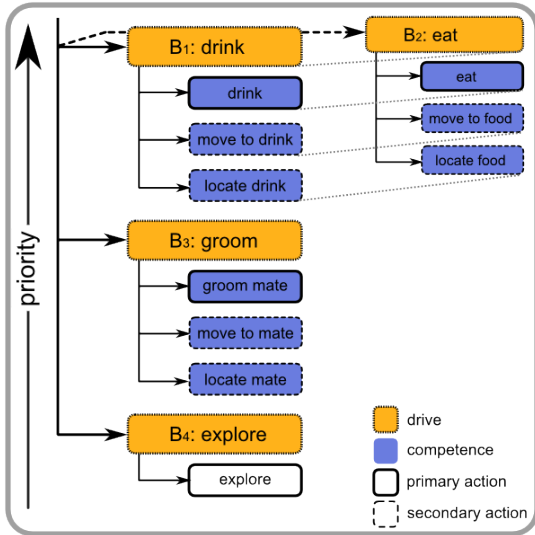 B₁: drink
drink
move to drink
locate drink
B₂: eat
eat
move to food
locate food
B₃: groom
groom mate
move to mate
locate mate
B₄: explore
explore
priority
drive
competence
primary action
secondary action